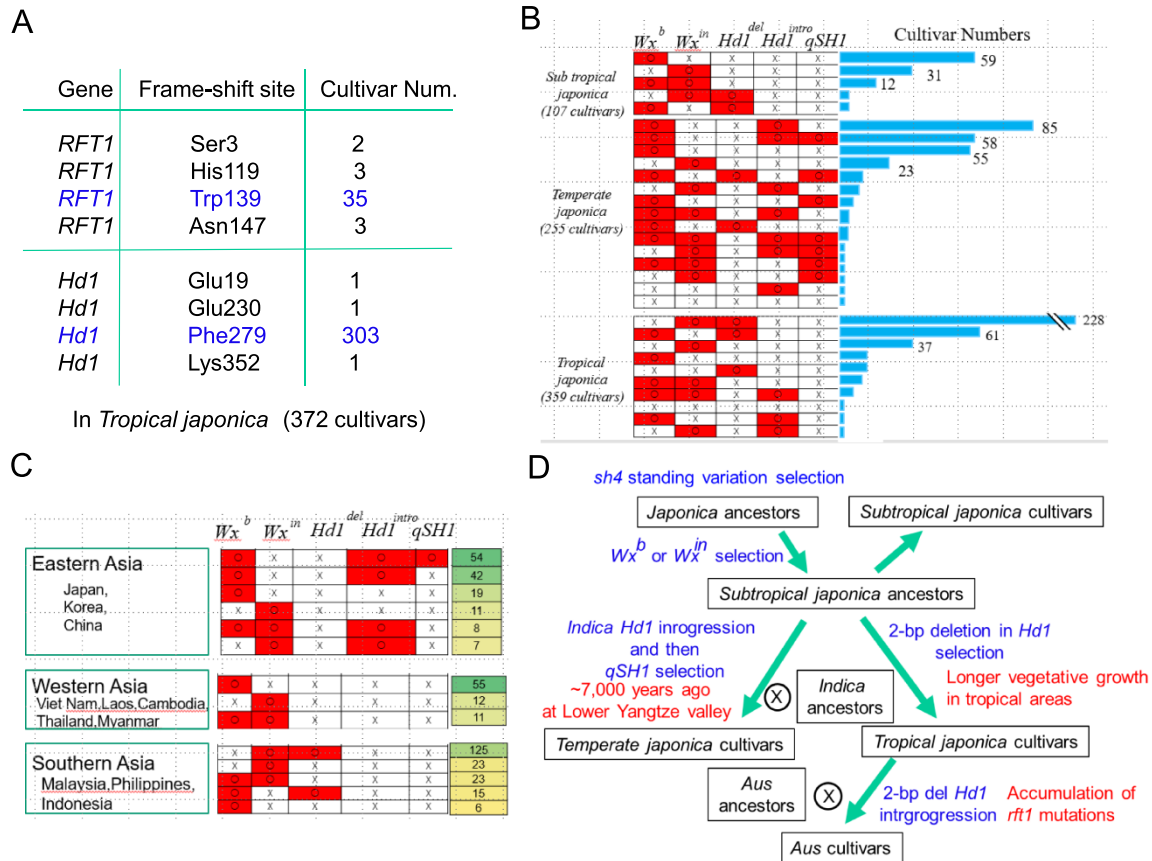 A
Gene Frame-shift site Cultivar Num.
RFT1 Ser3 2
RFT1 His119 3
RFT1 Trp139 35
RFT1 Asn147 3
Hd1 Glu19 1
Hd1 Glu230 1
Hd1 Phe279 303
Hd1 Lys352 1
In Tropical japonica (372 cultivars)
B
Wx b Wx in Hd1 del Hd1 intro qSH1
Cultivar Numbers
Sub tropical
japonica
(107 cultivars)
O X X X X 59
X O X X X 31
O O X X X 12
X O O X X
O X O X X
Temperate
japonica
(255 cultivars)
O X X O X 85
O X X O O 58
O X X X X 55
X O X X X 23
O X O X O
X O X O X
O X X X O
O O X O X
O X O X X
O O X O O
X O X O O
O O X X O
X O X X O
X X X O X
X X X X X
Tropical
japonica
(359 cultivars)
X O O X X 228
O X O X X 61
X O X X X 37
O X X X X
X X O X X
O O X X X
O O X O X
X X X X X
O X X O X
X O X O X
C
Wx b Wx in Hd1 del Hd1 intro qSH1
Eastern Asia
Japan,
Korea,
China
O X X O O 54
O X X O X 42
O X X X X 19
X O X X X 11
O O X O X 8
X O X O X 7
Western Asia
Viet Nam,Laos,Cambodia,
Thailand,Myanmar
O X X X X 55
X O X X X 12
O O X X X 11
Southern Asia
Malaysia,Philippines,
Indonesia
X O O X X 125
X O X X X 23
O O X X X 23
O X O X X 15
O X X X X 6
D
sh4 standing variation selection
Japonica ancestors
Subtropical japonica cultivars
Wx b or Wx in selection
Subtropical japonica ancestors
Indica Hd1 inrogression
and then
qSH1 selection
~7,000 years ago
at Lower Yangtze valley
2-bp deletion in Hd1
selection
Longer vegetative growth
in tropical areas
X
Indica
ancestors
Temperate japonica cultivars
Tropical japonica cultivars
Aus
ancestors
X
2-bp del Hd1
intrgrogression
Accumulation of
rft1 mutations
Aus cultivars